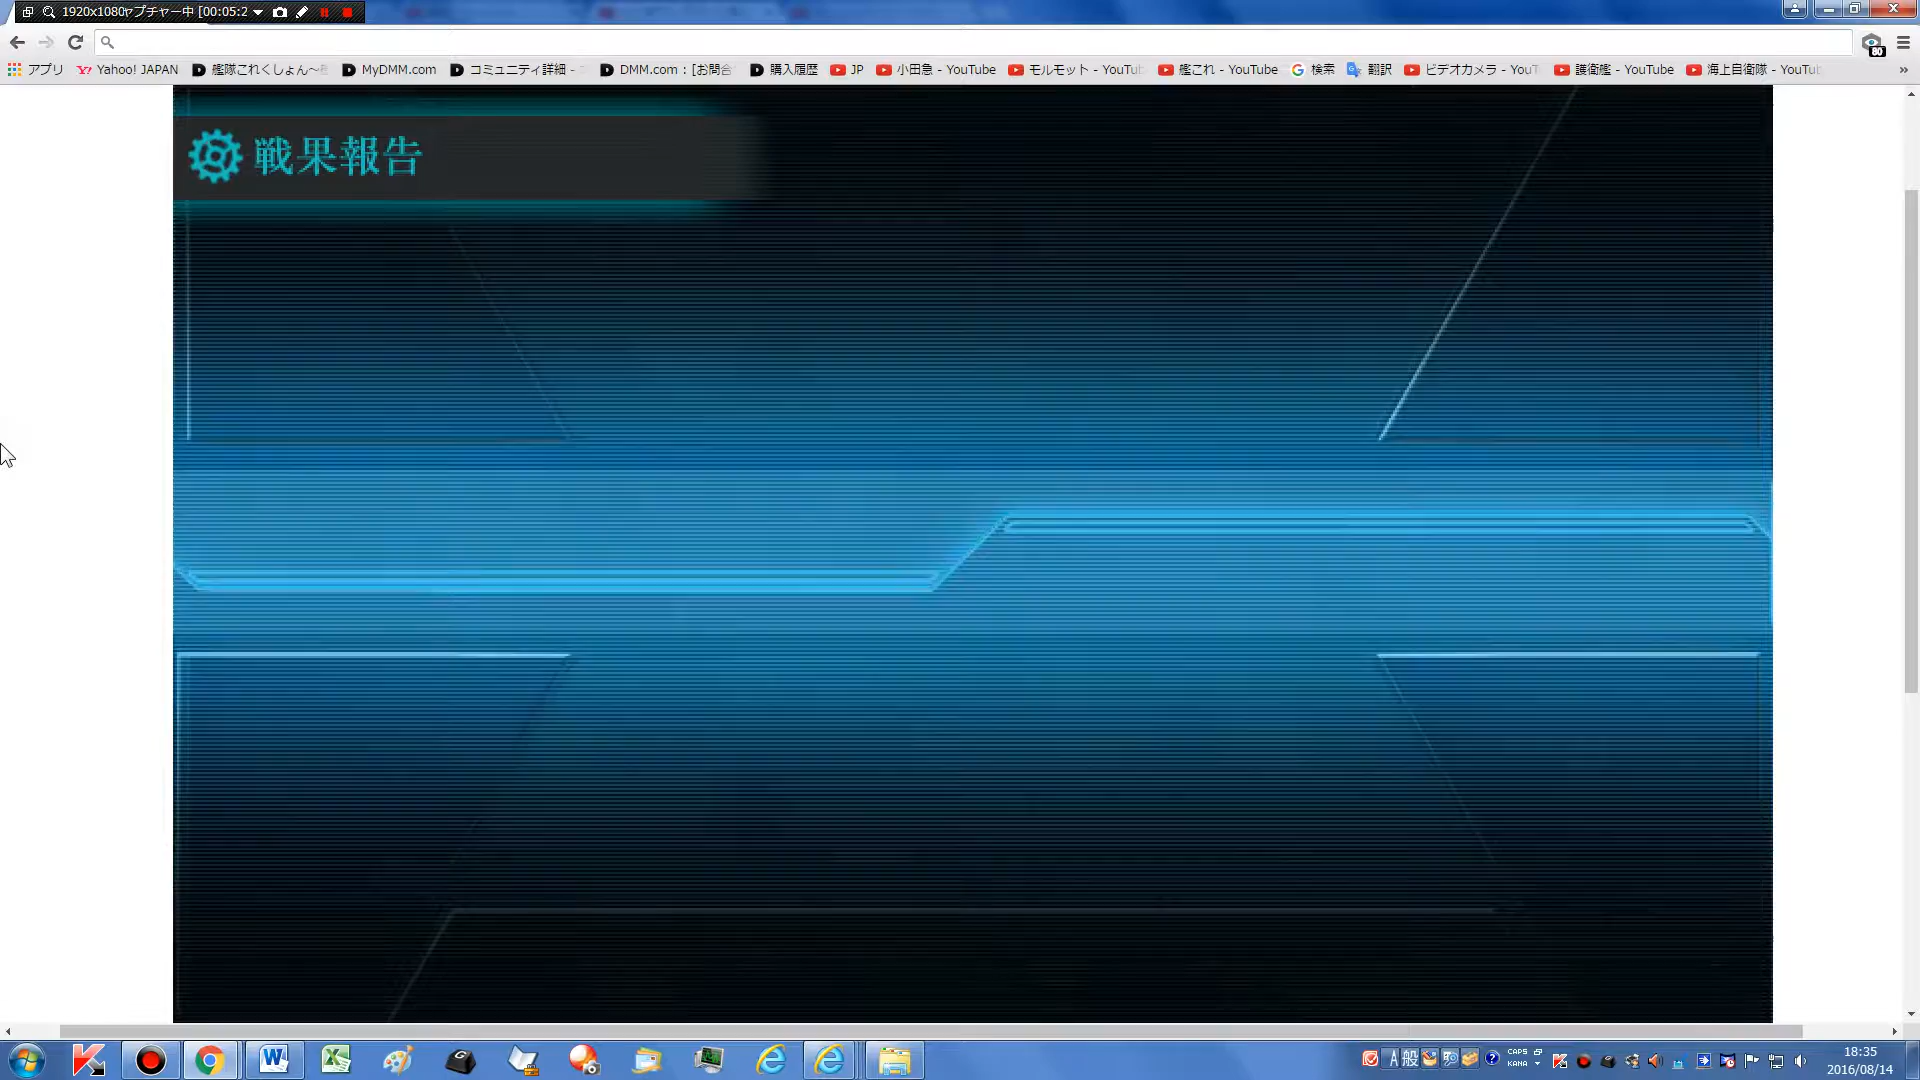 1920x1080ャプチャー中 [00:05:2
アプリ Yahoo! JAPAN 艦隊これくしょん～ MyDMM.com コミュニティ詳細 - DMM.com : [お問合 購入履歴 JP 小田急 - YouTube モルモット - YouTu 艦これ - YouTube 検索 翻訳 ビデオカメラ - YouT 護衛艦 - YouTube 海上自衛隊 - YouTu »
80
戦果報告
A 般 CAPS KANA
18:35
2016/08/14